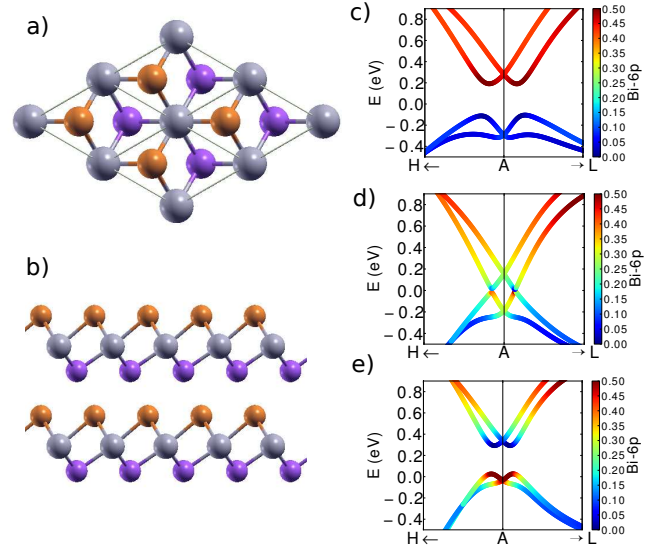 a)
b)
c)
E (eV)
0.8
0.6
0.4
0.2
0.0
− 0.2
− 0.4
H ←
A
→ L
0.50
0.45
0.40
0.35
0.30
0.25
0.20
0.15
0.10
0.05
0.00
Bi-6p
d)
E (eV)
0.8
0.6
0.4
0.2
0.0
− 0.2
− 0.4
H ←
A
→ L
0.50
0.45
0.40
0.35
0.30
0.25
0.20
0.15
0.10
0.05
0.00
Bi-6p
e)
E (eV)
0.8
0.6
0.4
0.2
0.0
− 0.2
− 0.4
H ←
A
→ L
0.50
0.45
0.40
0.35
0.30
0.25
0.20
0.15
0.10
0.05
0.00
Bi-6p